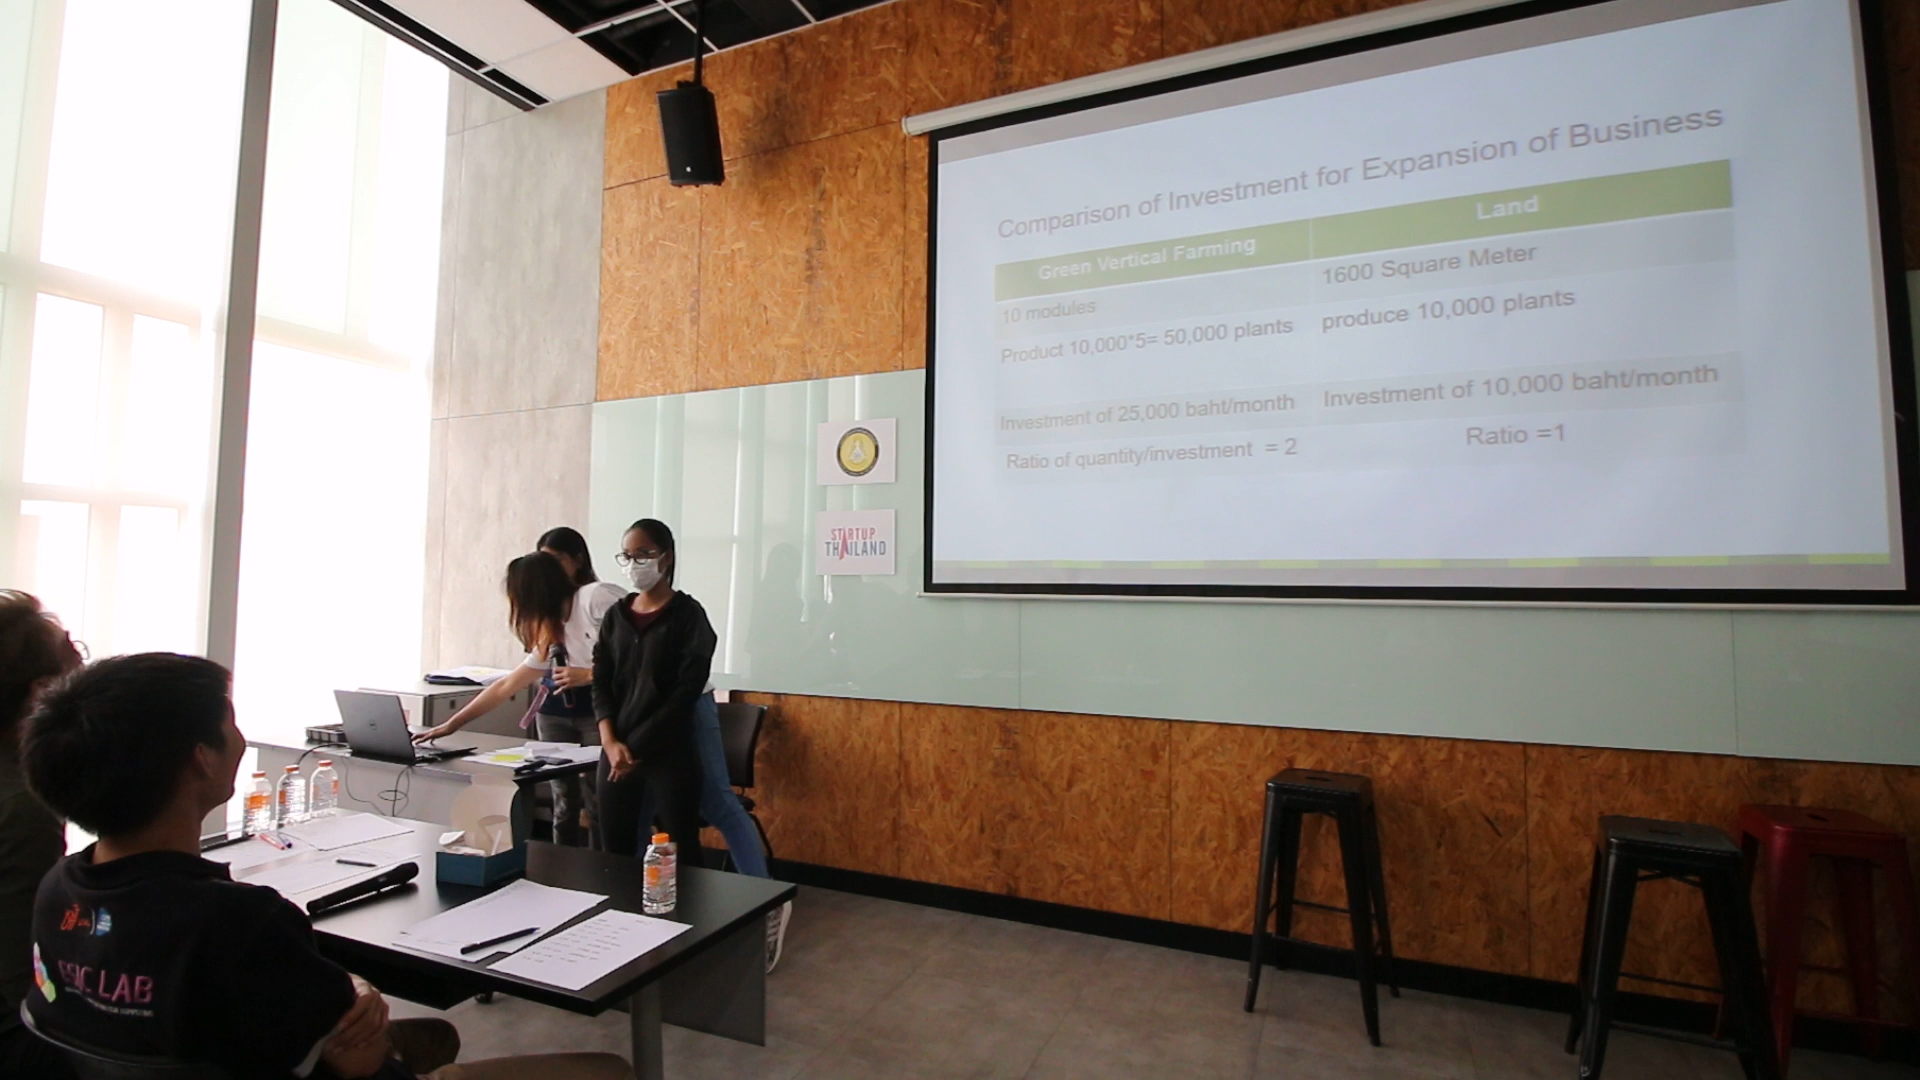 Comparison of Investment for Expansion of Business
Green Vertical Farming
Land
10 modules
1600 Square Meter
Product 10,000*5= 50,000 plants
produce 10,000 plants
Investment of 25,000 baht/month
Investment of 10,000 baht/month
Ratio of quantity/investment = 2
Ratio =1
STARTUP
THAILAND
LAB